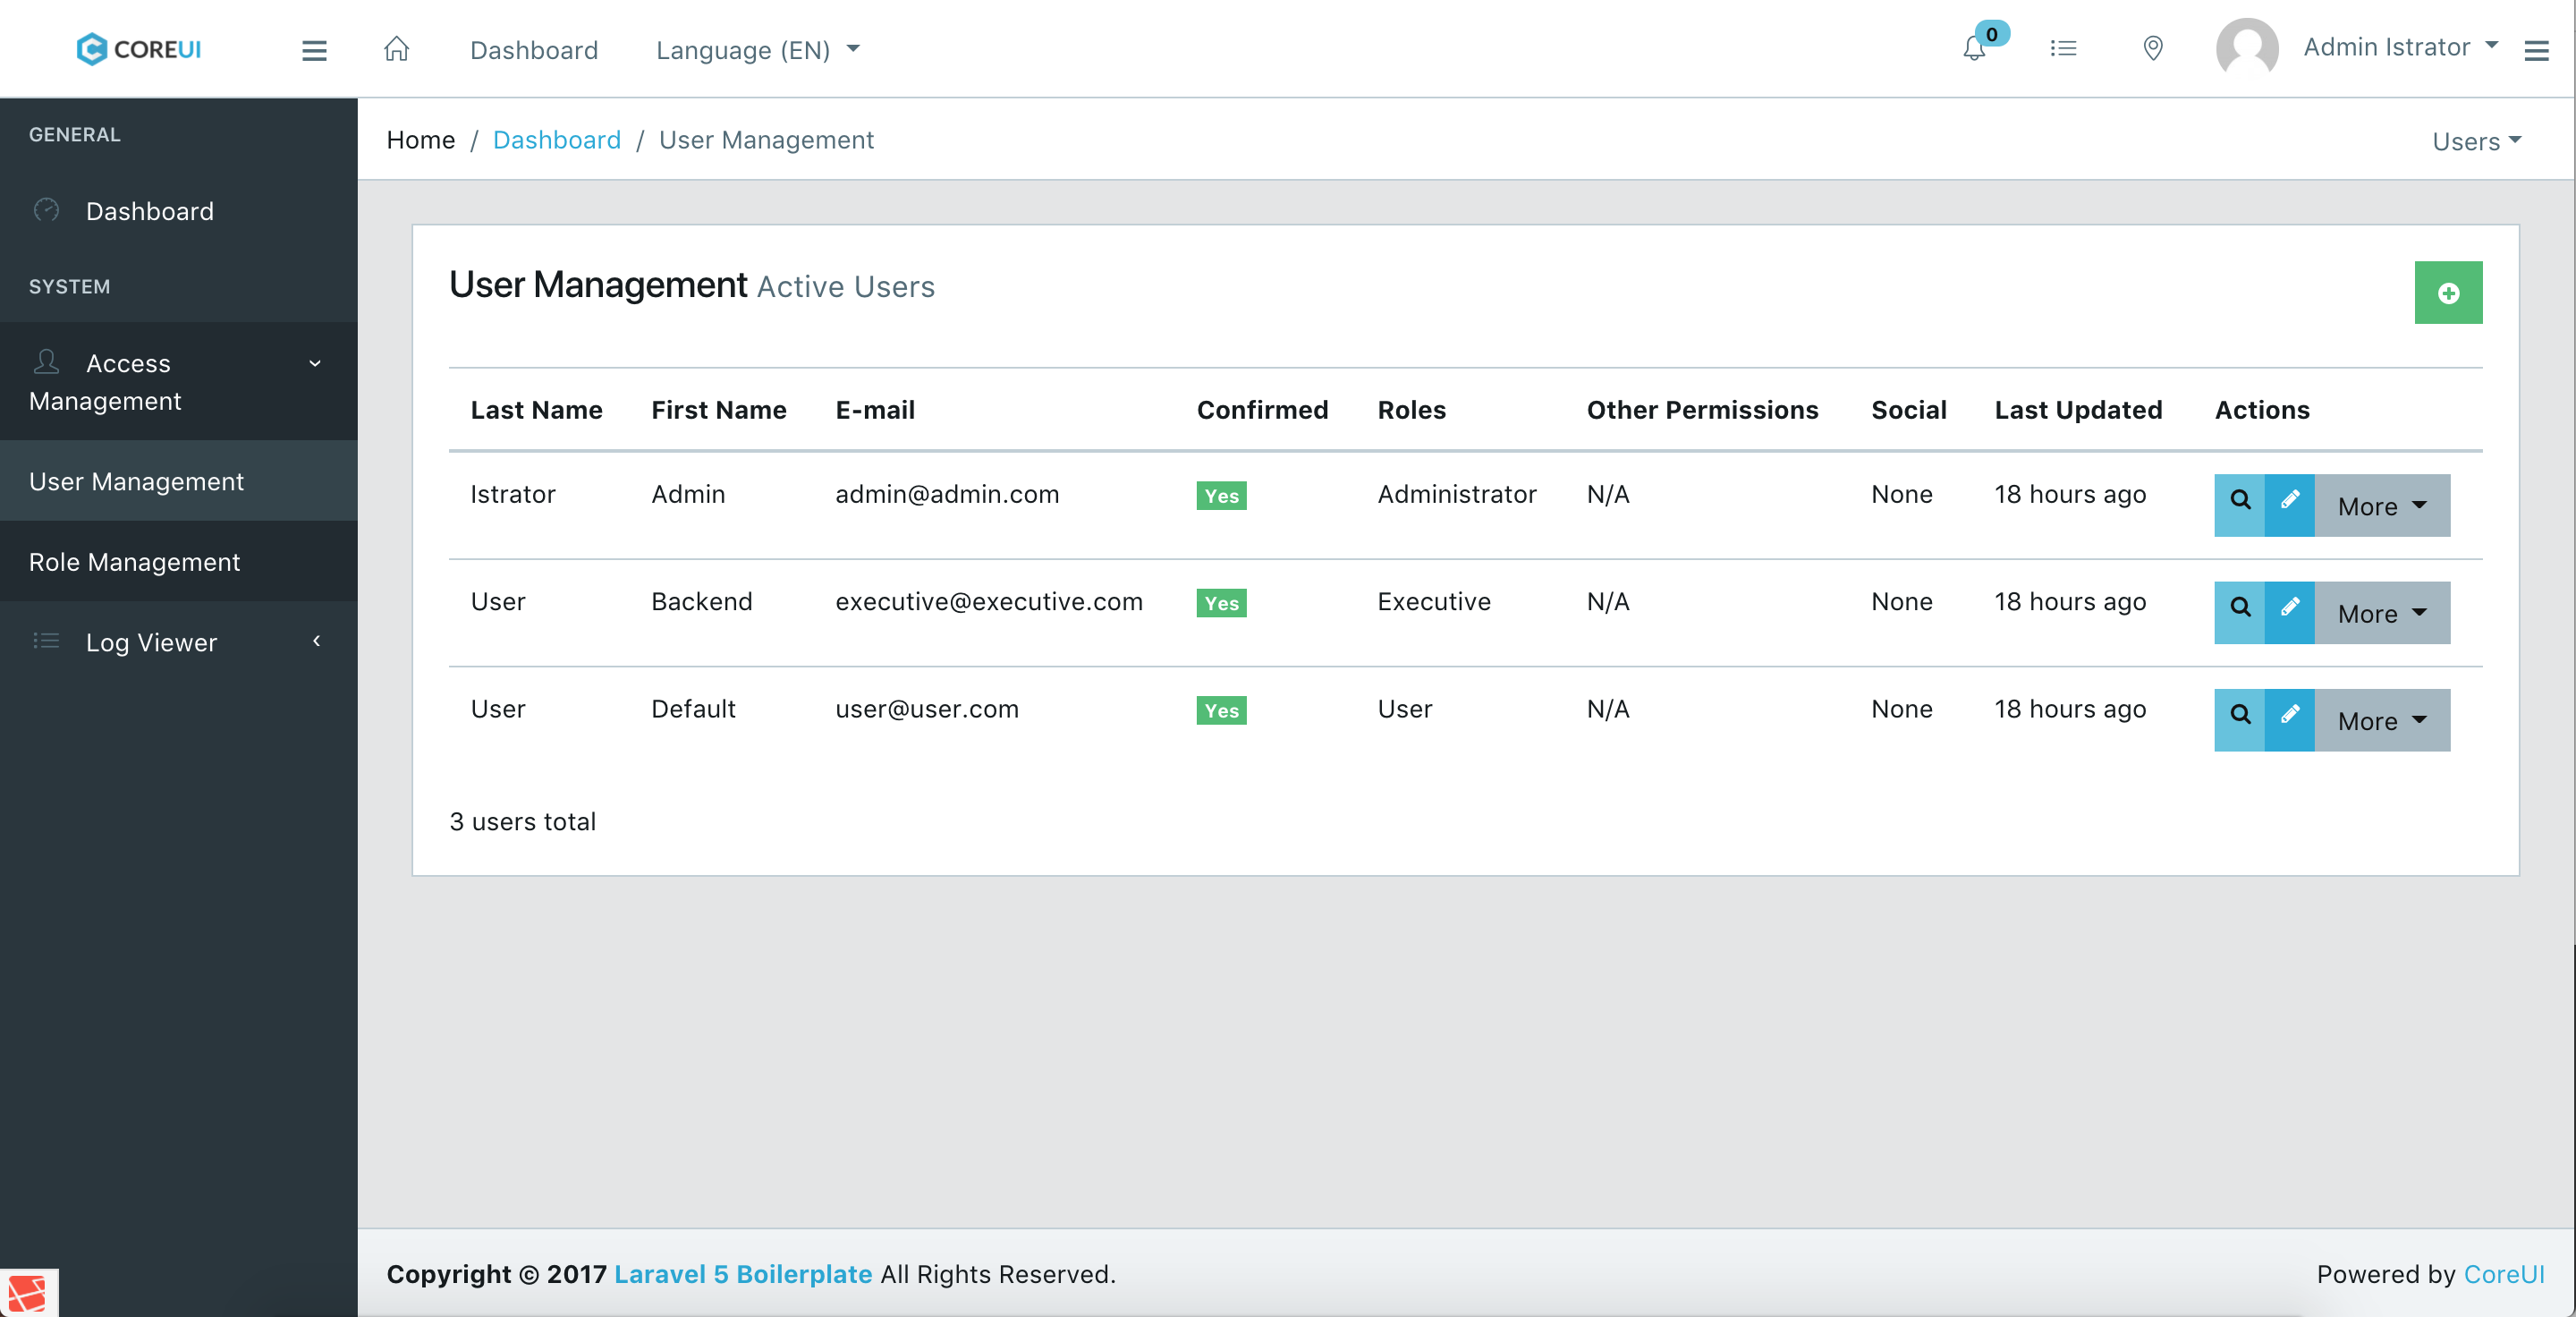 COREUI
Dashboard
Language (EN)
0
Admin Istrator
GENERAL
Dashboard
SYSTEM
Access
Management
User Management
Role Management
Log Viewer
Home / Dashboard / User Management
Users
User Management Active Users
Last Name First Name E-mail Confirmed Roles Other Permissions Social Last Updated Actions
Istrator Admin admin@admin.com Yes Administrator N/A None 18 hours ago More
User Backend executive@executive.com Yes Executive N/A None 18 hours ago More
User Default user@user.com Yes User N/A None 18 hours ago More
3 users total
Copyright © 2017 Laravel 5 Boilerplate All Rights Reserved.
Powered by CoreUI